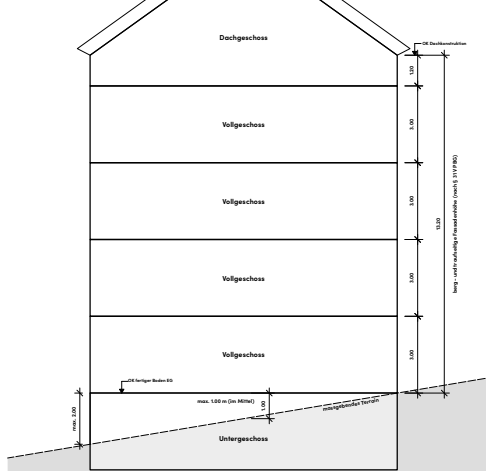 Dachgeschoss
OK Dachkonstruktion
1.20
Vollgeschoss
3.00
Vollgeschoss
3.00
13.20
berg- und traufseitige Fassadenhöhe (nach § 31 VPBG)
Vollgeschoss
3.00
Vollgeschoss
3.00
OK fertiger Boden EG
max. 1.00 m (im Mittel)
1.00
massgebendes Terrain
max. 2.00
Untergeschoss